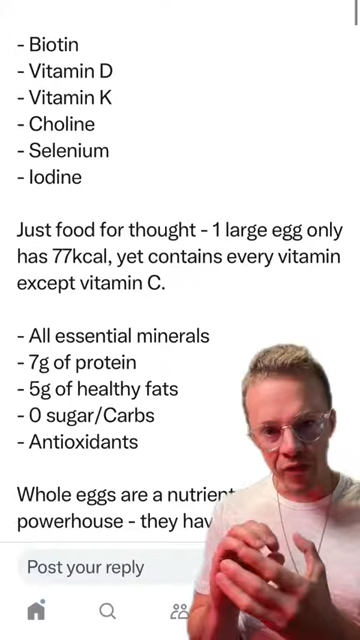 - Biotin
- Vitamin D
- Vitamin K
- Choline
- Selenium
- Iodine
Just food for thought - 1 large egg only
has 77kcal, yet contains every vitamin
except vitamin C.
- All essential minerals
- 7g of protein
- 5g of healthy fats
- 0 sugar/Carbs
- Antioxidants
Whole eggs are a nutrient
powerhouse - they hav
Post your reply